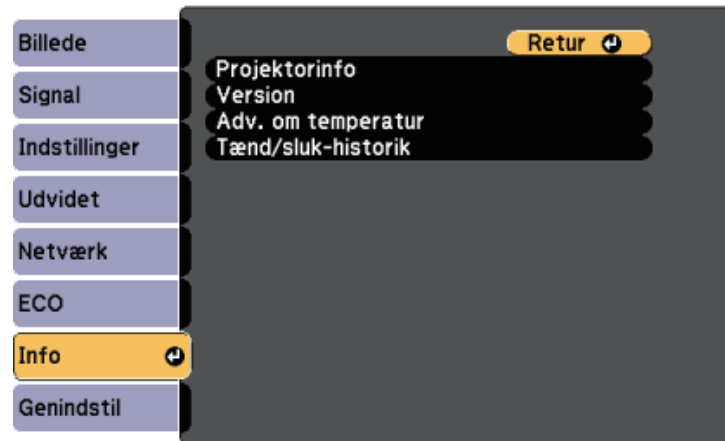 Billede
Signal
Indstillinger
Udvidet
Netværk
ECO
Info
Genindstil
Retur
Projektorinfo
Version
Adv. om temperatur
Tænd/sluk-historik